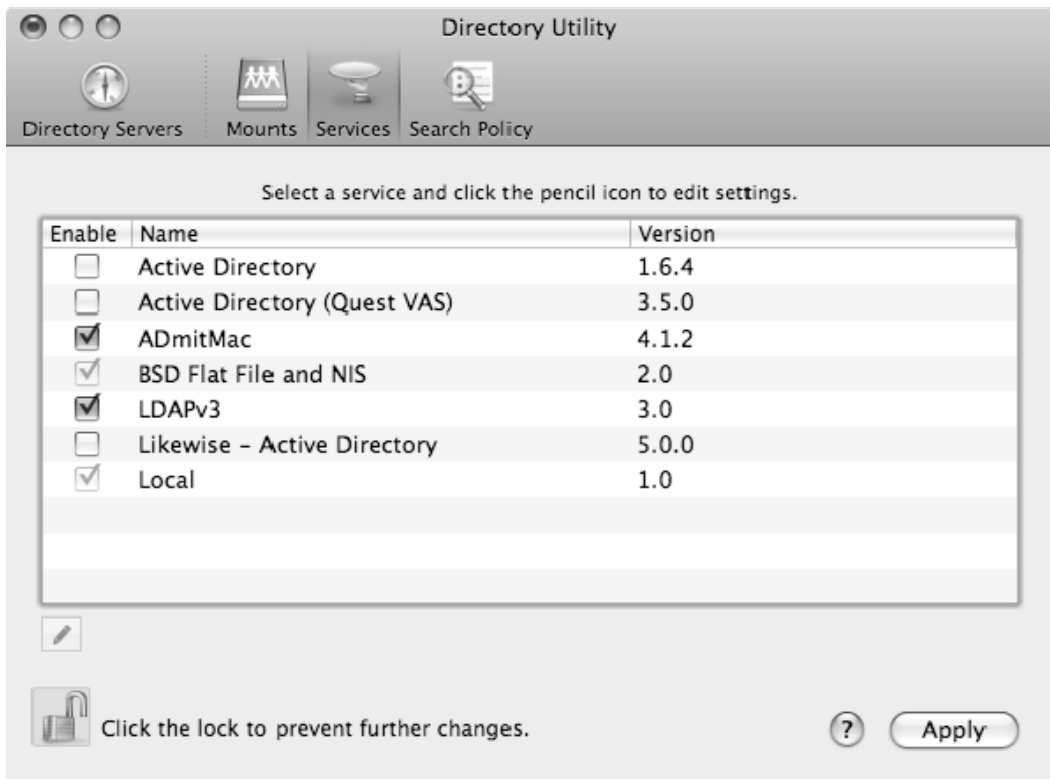 Directory Utility
Directory Servers Mounts Services Search Policy
Select a service and click the pencil icon to edit settings.
Enable Name Version
Active Directory 1.6.4
Active Directory (Quest VAS) 3.5.0
ADmitMac 4.1.2
BSD Flat File and NIS 2.0
LDAPv3 3.0
Likewise – Active Directory 5.0.0
Local 1.0
Click the lock to prevent further changes. ? Apply